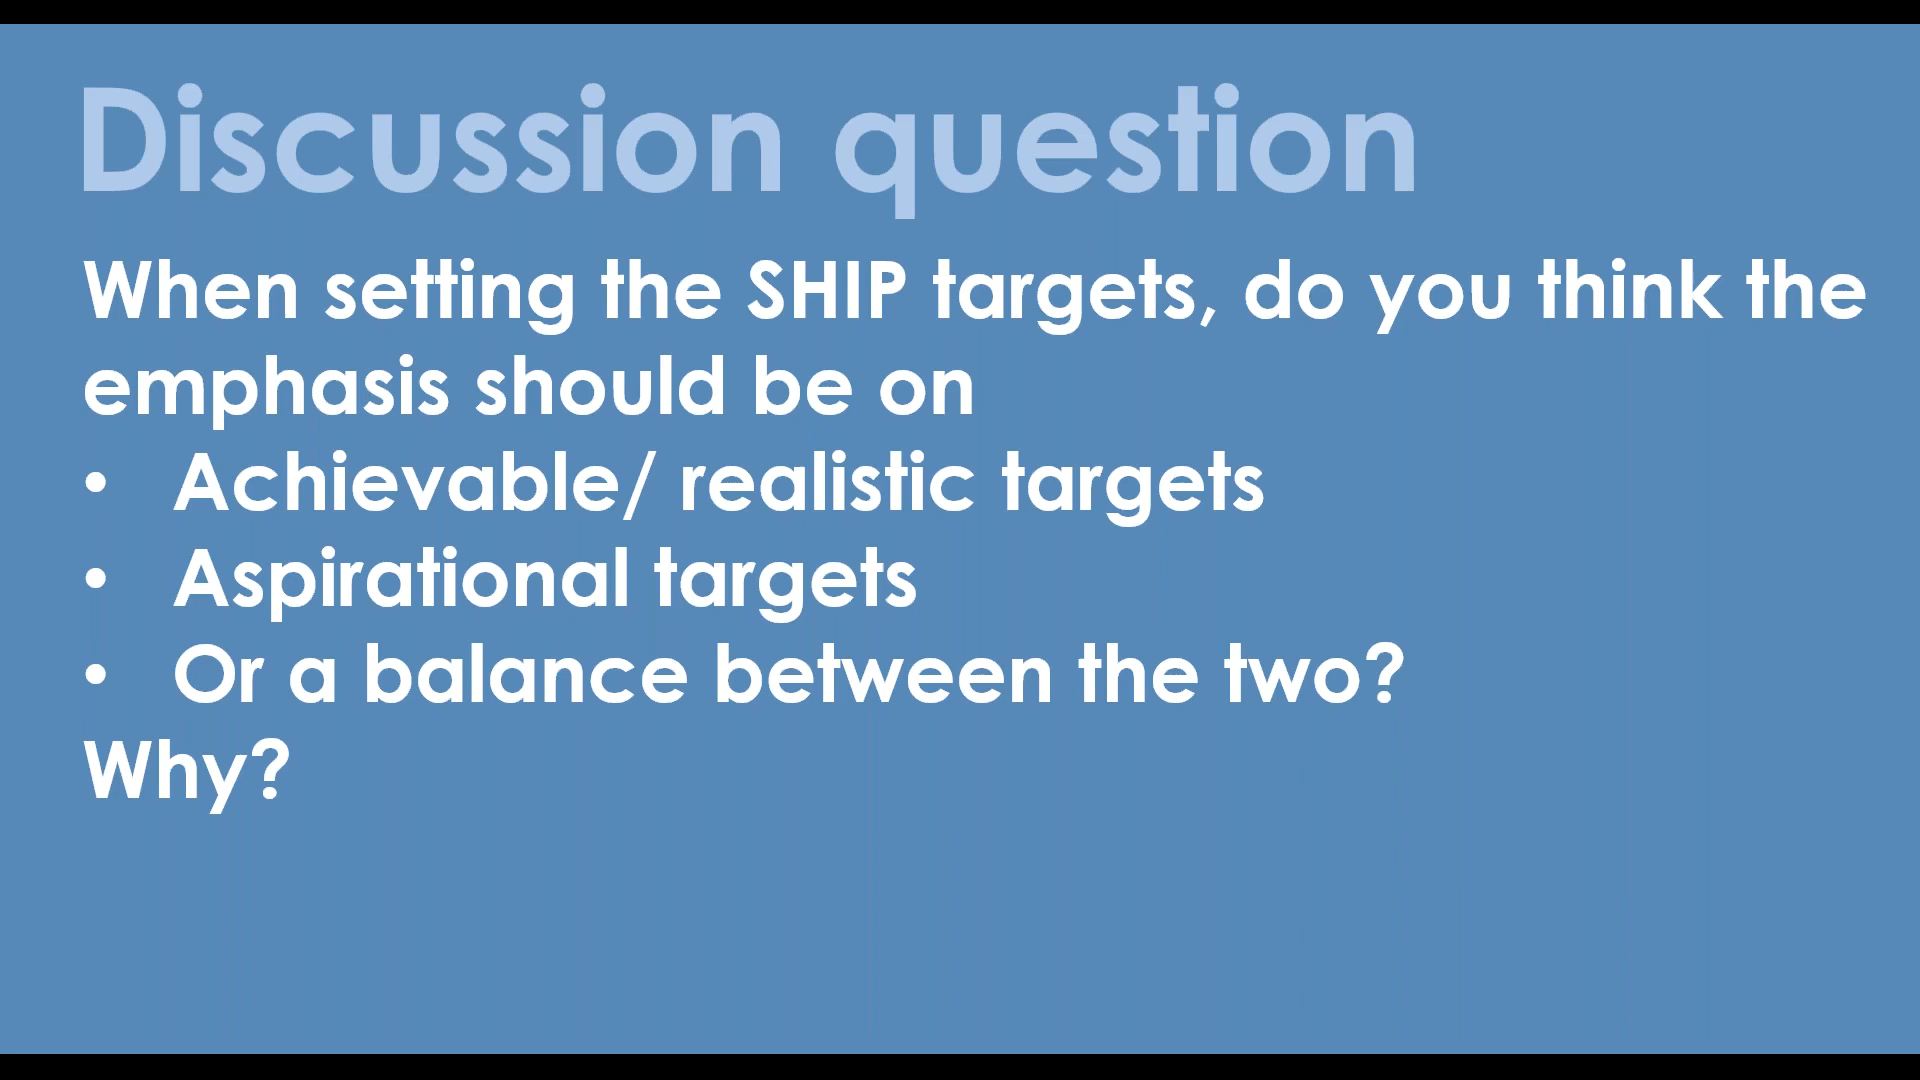 Discussion question
When setting the SHIP targets, do you think the
emphasis should be on
• Achievable/ realistic targets
• Aspirational targets
• Or a balance between the two?
Why?